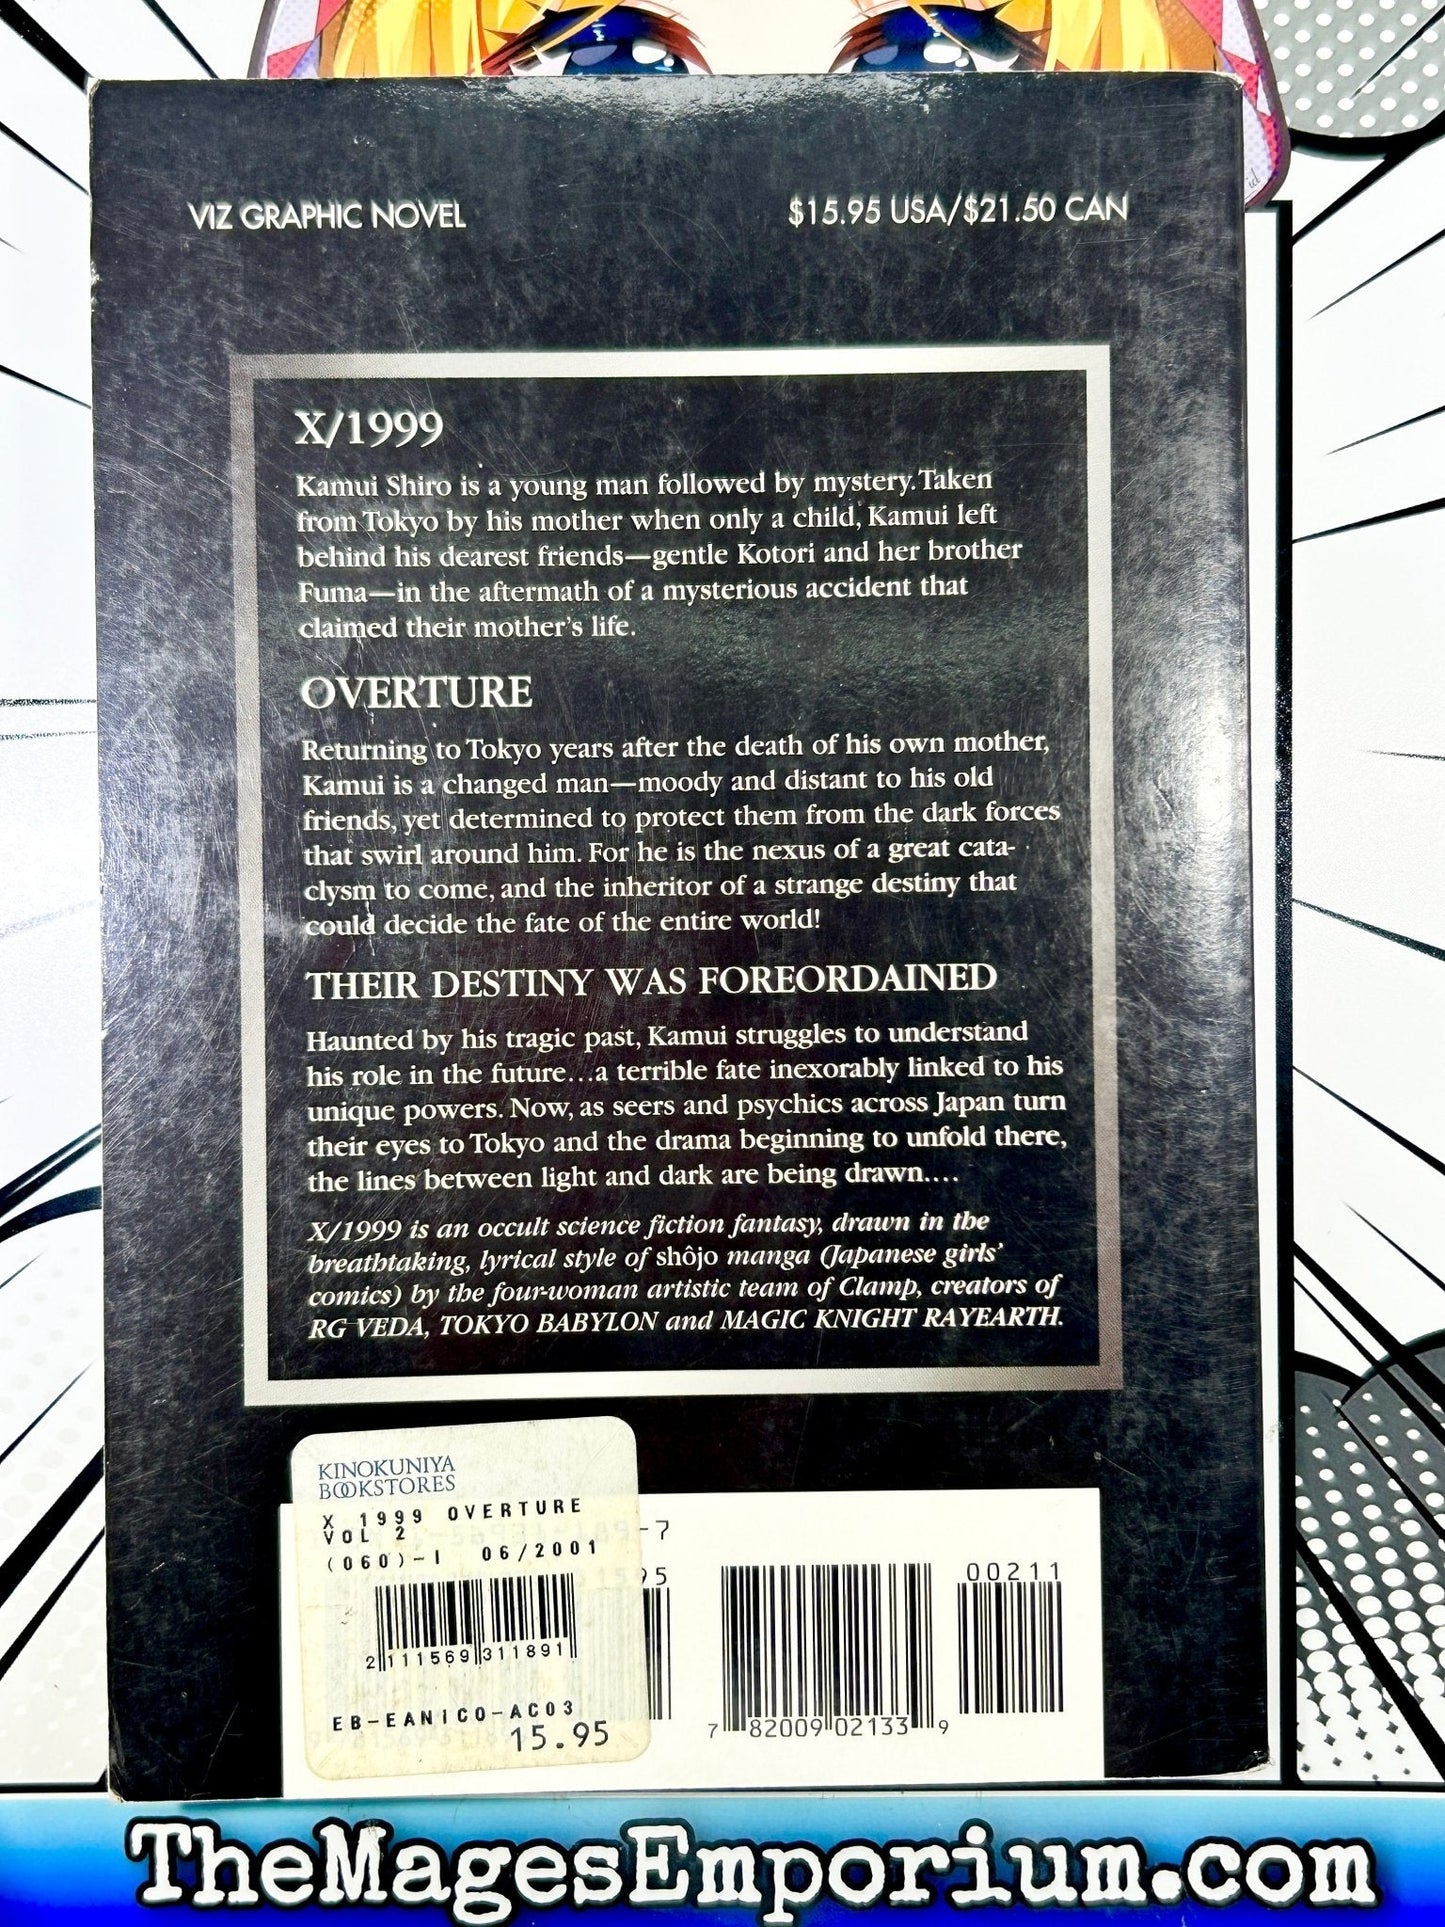 VIZ GRAPHIC NOVEL
$15.95 USA/$21.50 CAN
X/1999
Kamui Shiro is a young man followed by mystery. Taken
from Tokyo by his mother when only a child, Kamui left
behind his dearest friends—gentle Kotori and her brother
Fuma—in the aftermath of a mysterious accident that
claimed their mother's life.
OVERTURE
Returning to Tokyo years after the death of his own mother,
Kamui is a changed man—moody and distant to his old
friends, yet determined to protect them from the dark forces
that swirl around him. For he is the nexus of a great cata-
clysm to come, and the inheritor of a strange destiny that
could decide the fate of the entire world!
THEIR DESTINY WAS FOREORDAINED
Haunted by his tragic past, Kamui struggles to understand
his role in the future...a terrible fate inexorably linked to his
unique powers. Now, as seers and psychics across Japan turn
their eyes to Tokyo and the drama beginning to unfold there,
the lines between light and dark are being drawn....
X/1999 is an occult science fiction fantasy, drawn in the
breathtaking, lyrical style of shôjo manga (Japanese girls'
comics) by the four-woman artistic team of Clamp, creators of
RG VEDA, TOKYO BABYLON and MAGIC KNIGHT RAYEARTH.
KINOKUNIYA
BOOKSTORES
X 1999 OVERTURE
VOL 2
(060)-I 06/2001
2 111569 311891
EB-EANICO-AC03
15.95
-7
00211
7 82009 02133 9
TheMagesEmporium.com